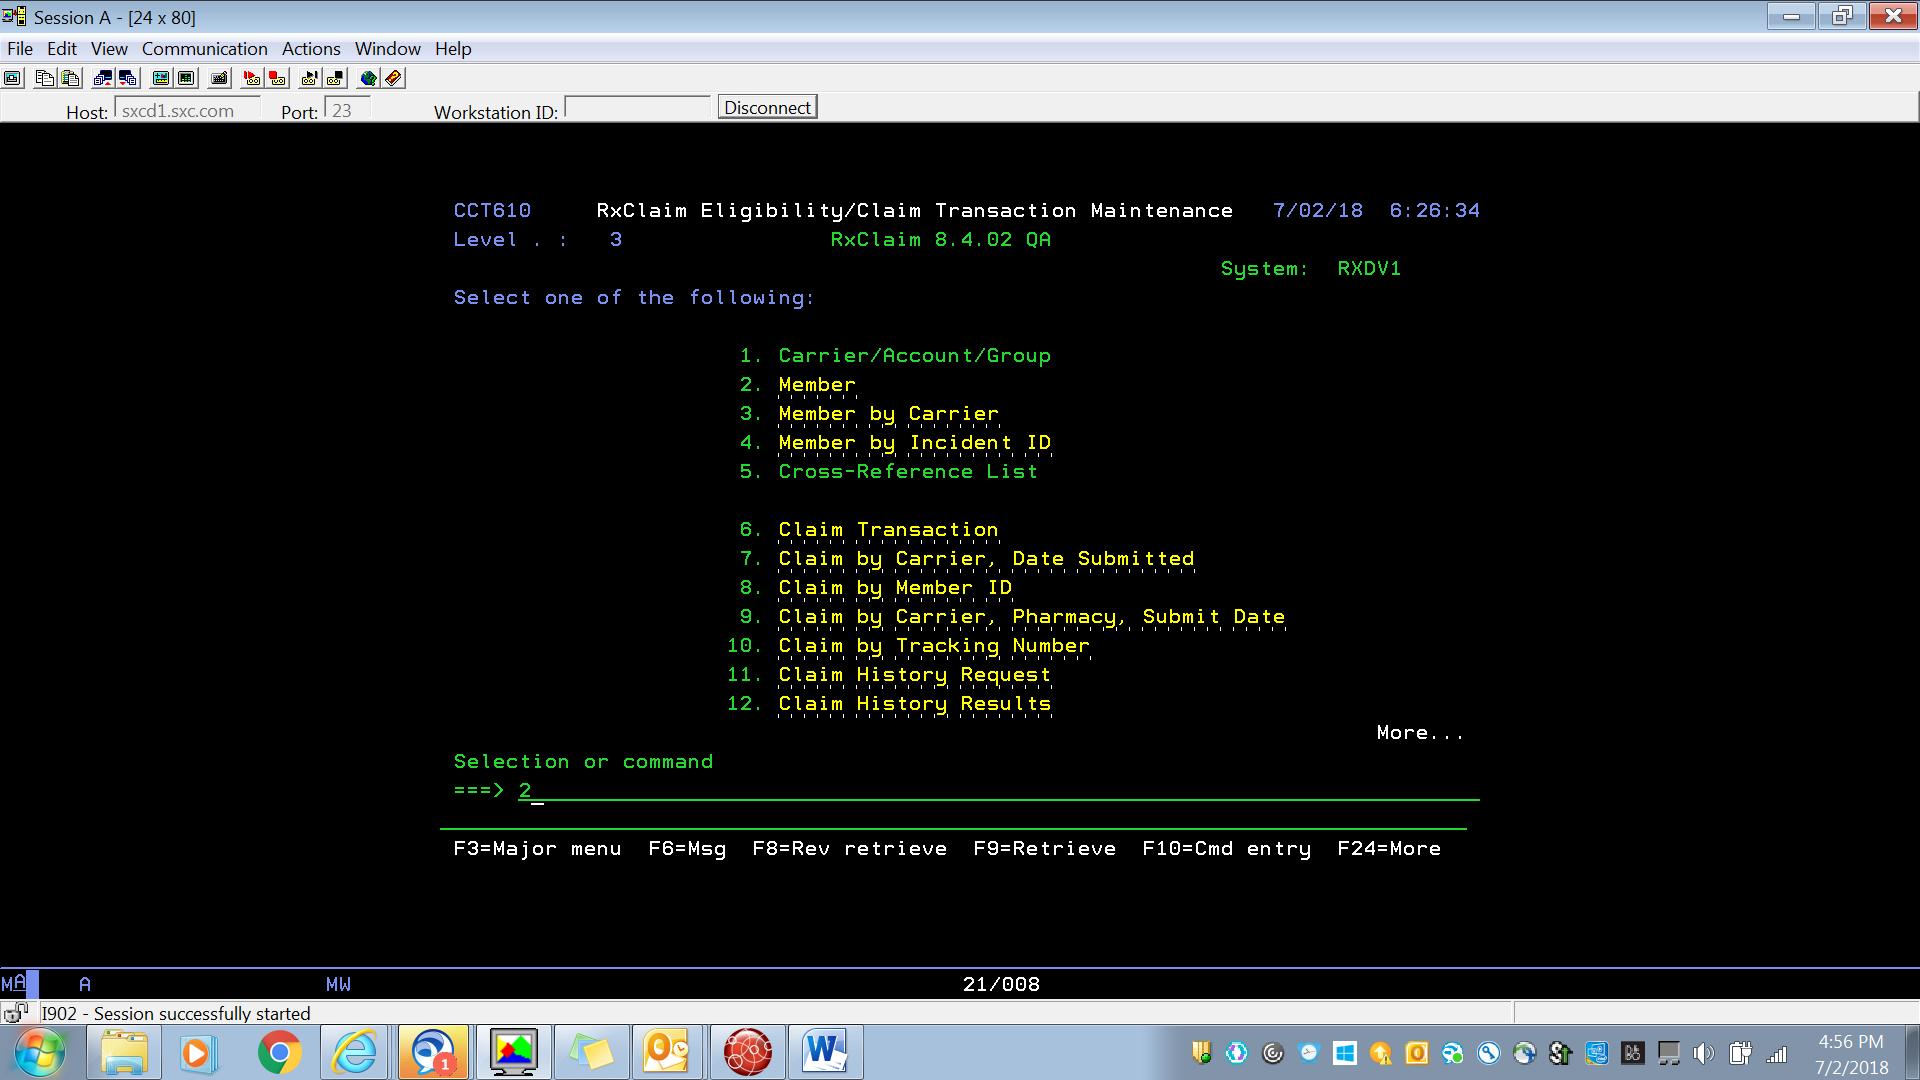 Session A - [24 x 80]
File Edit View Communication Actions Window Help
Host: sxcd1.sxc.com Port: 23 Workstation ID: Disconnect
CCT610 RxClaim Eligibility/Claim Transaction Maintenance 7/02/18 6:26:34
Level . : 3 RxClaim 8.4.02 QA
System: RXDV1
Select one of the following:
1. Carrier/Account/Group
2. Member
3. Member by Carrier
4. Member by Incident ID
5. Cross-Reference List
6. Claim Transaction
7. Claim by Carrier, Date Submitted
8. Claim by Member ID
9. Claim by Carrier, Pharmacy, Submit Date
10. Claim by Tracking Number
11. Claim History Request
12. Claim History Results
More...
Selection or command
===> 2
F3=Major menu F6=Msg F8=Rev retrieve F9=Retrieve F10=Cmd entry F24=More
MA A MW 21/008
I902 - Session successfully started
1
4:56 PM
7/2/2018